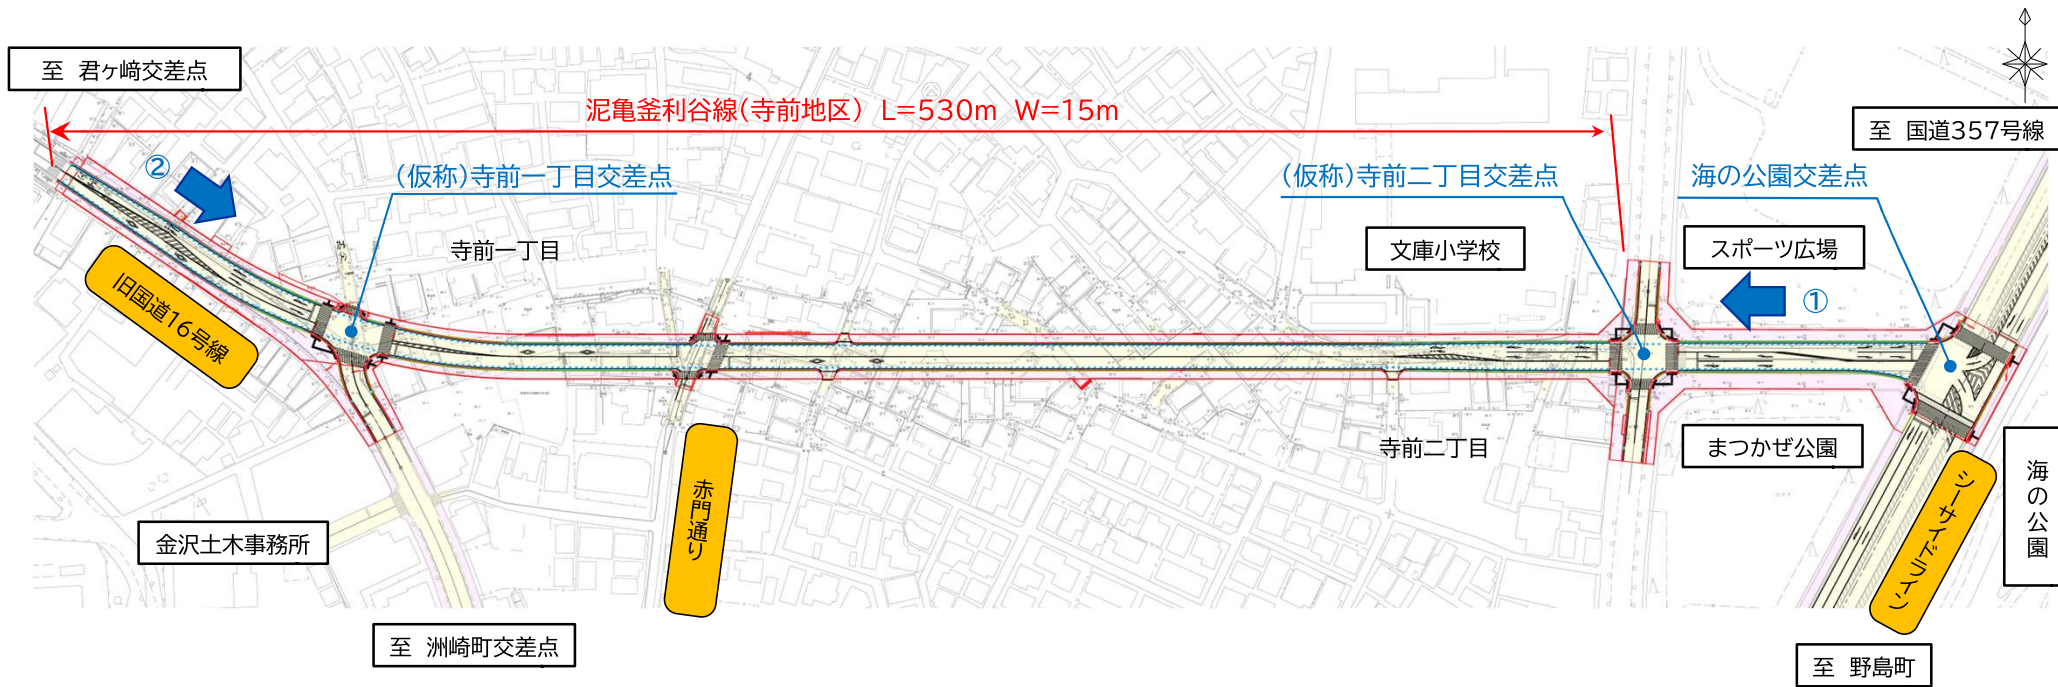 至 君ヶ崎交差点
泥亀釜利谷線(寺前地区) L=530m W=15m
至 国道357号線
②
(仮称)寺前一丁目交差点
(仮称)寺前二丁目交差点
海の公園交差点
寺前一丁目
文庫小学校
スポーツ広場
①
旧国道16号線
寺前二丁目
まつかぜ公園
赤門通り
シーサイドライン
海の公園
金沢土木事務所
至 洲崎町交差点
至 野島町